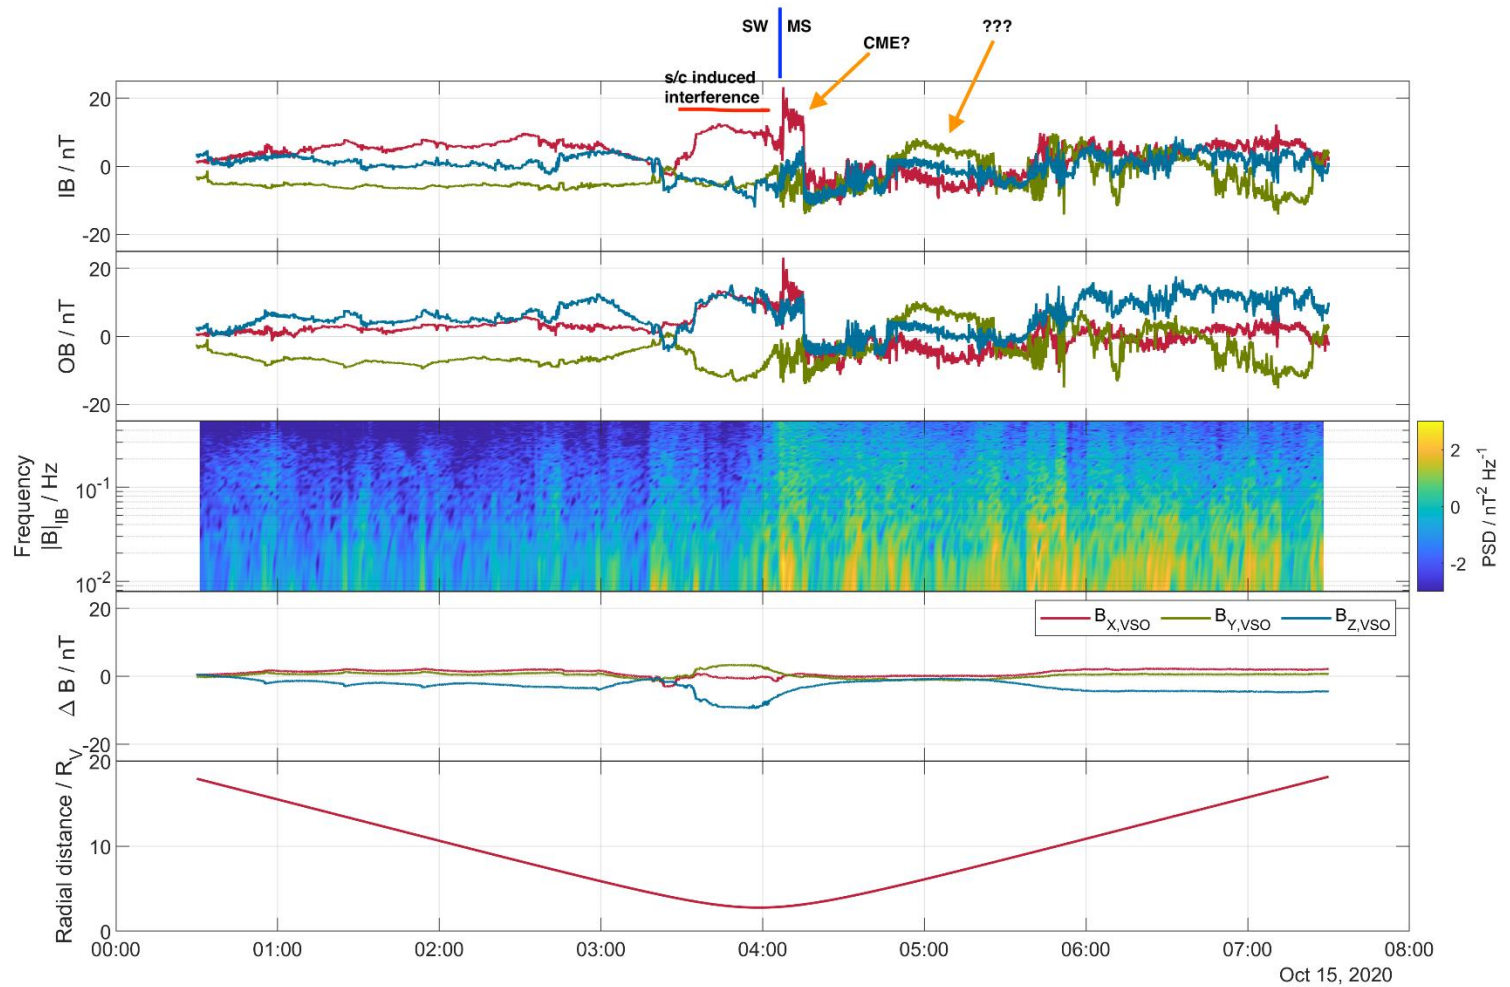 SW MS
???
CME?
s/c induced
interference
20
0
-20
IB / nT
20
0
-20
OB / nT
10-1
10-2
Frequency
|B|IB / Hz
2
0
-2
PSD / nT2 Hz-1
20
0
-20
Δ B / nT
BX,VSO BY,VSO BZ,VSO
20
10
0
Radial distance / RV
00:00 01:00 02:00 03:00 04:00 05:00 06:00 07:00 08:00
Oct 15, 2020